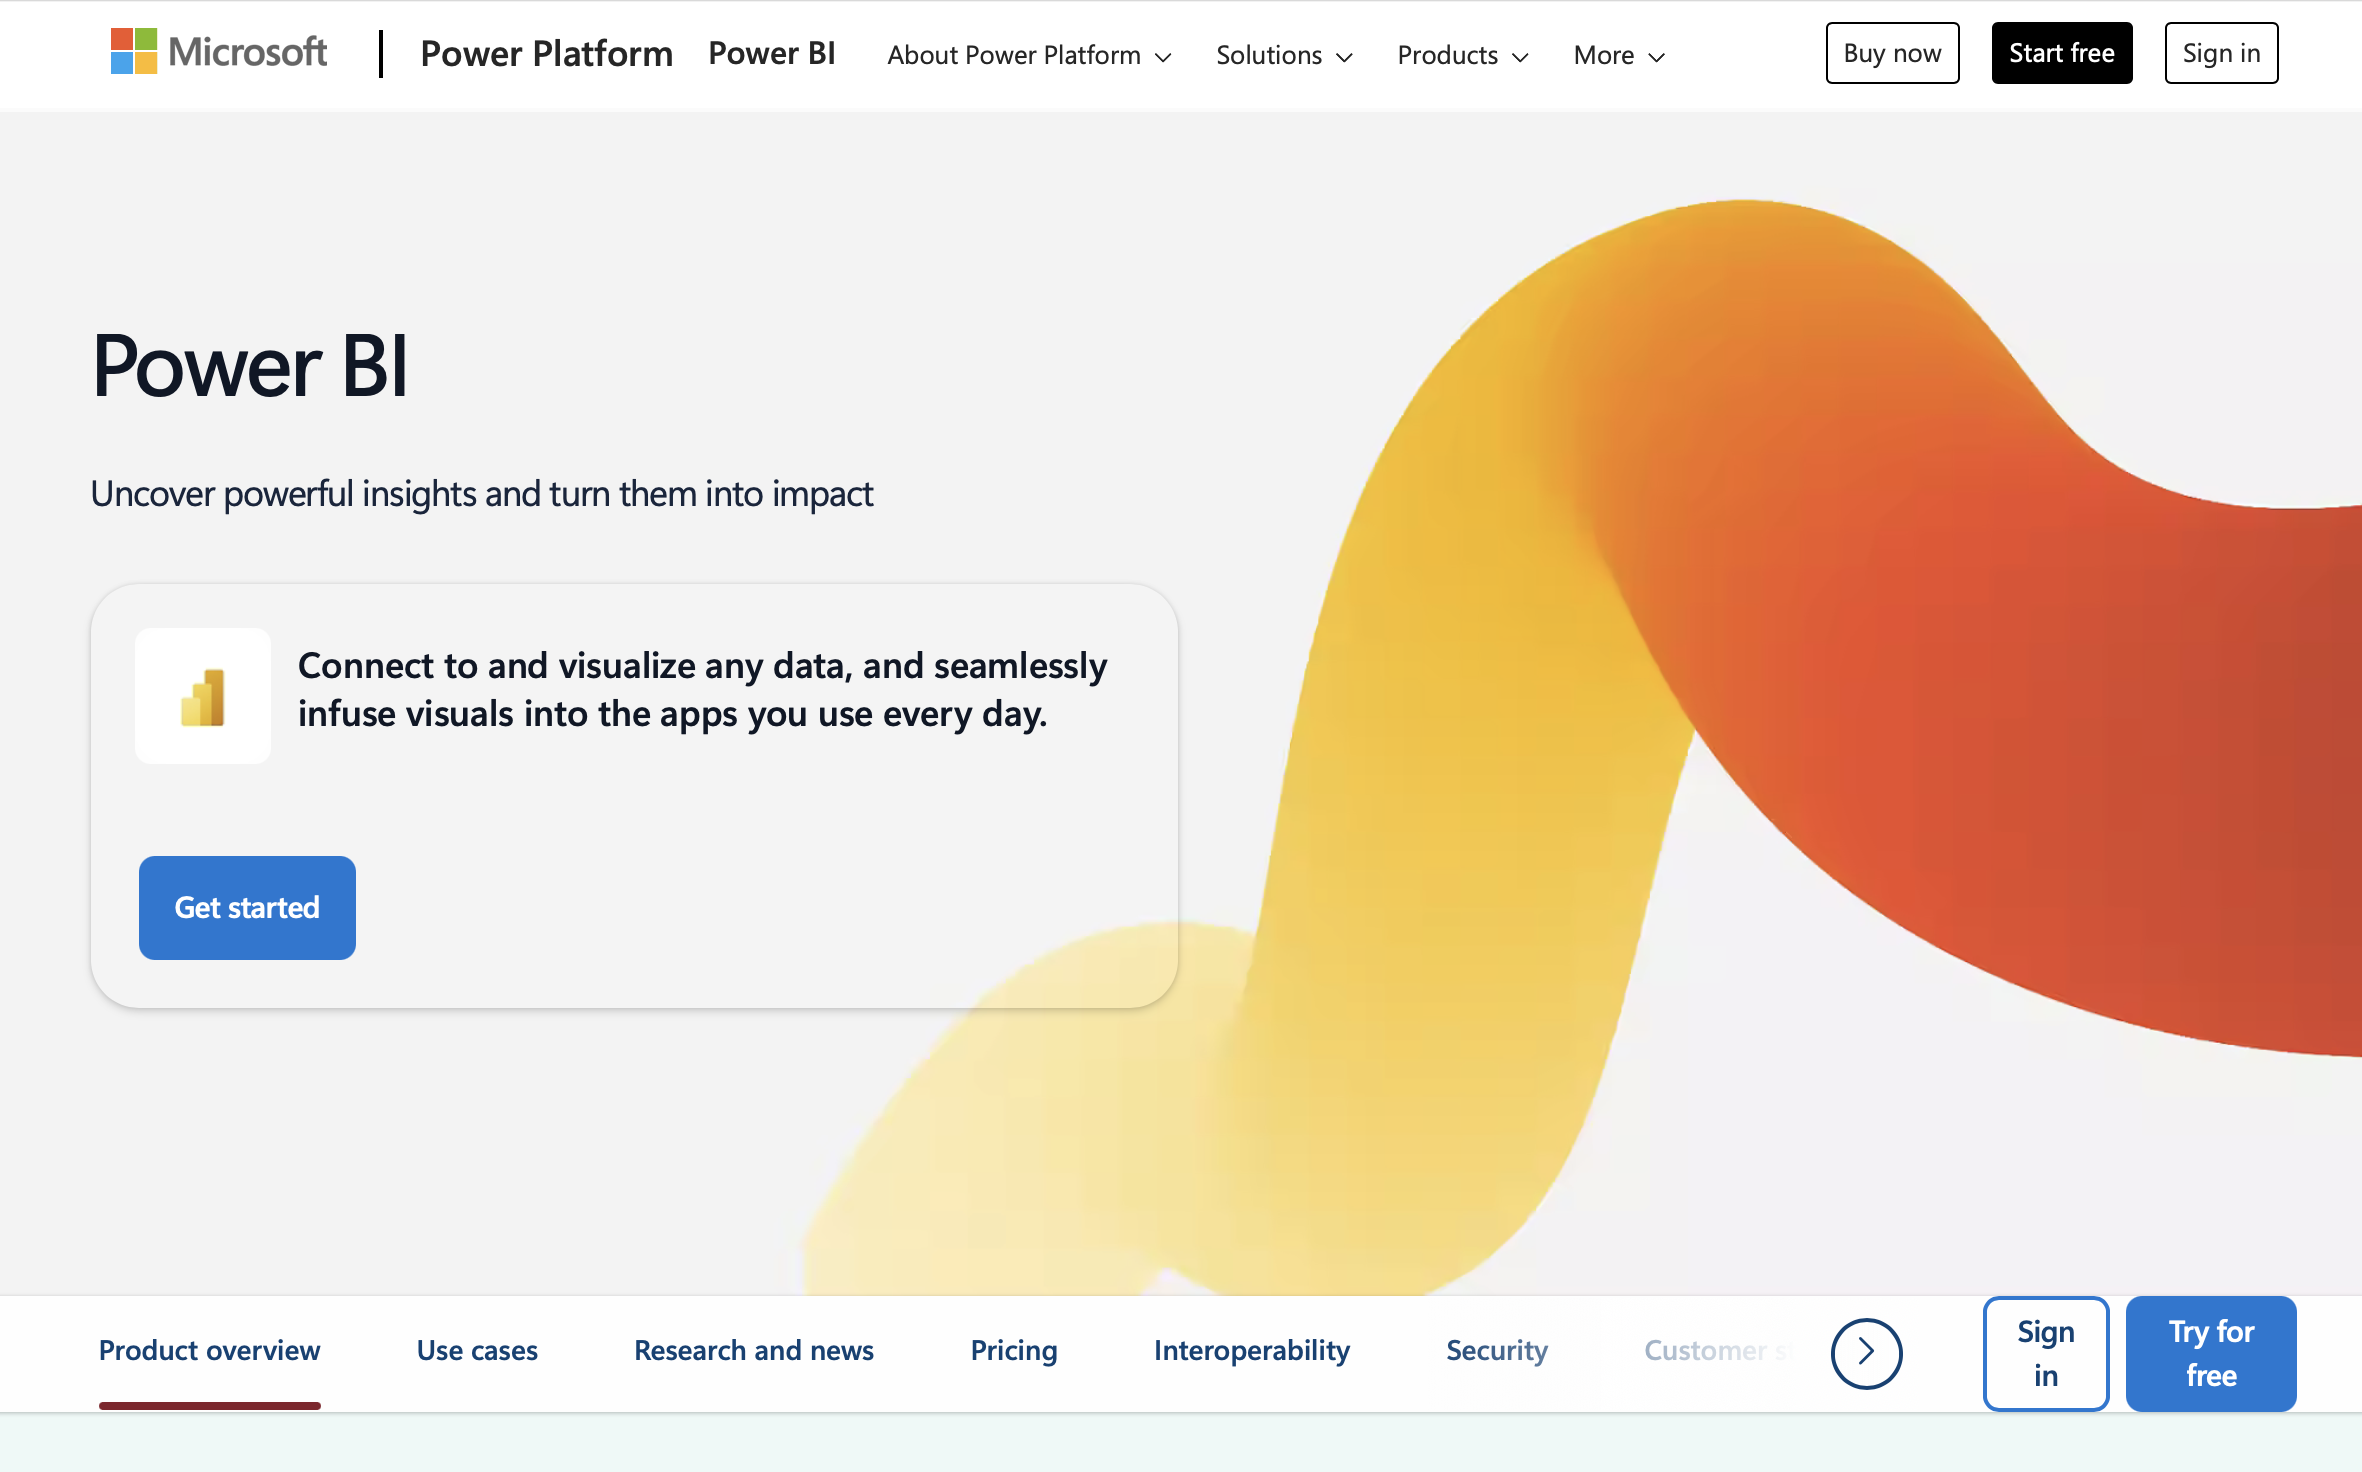 Microsoft Power Platform Power BI About Power Platform Solutions Products More Buy now Start free Sign in
Power BI
Uncover powerful insights and turn them into impact
Connect to and visualize any data, and seamlessly
infuse visuals into the apps you use every day.
Get started
Product overview Use cases Research and news Pricing Interoperability Security Customer
Sign
in
Try for
free